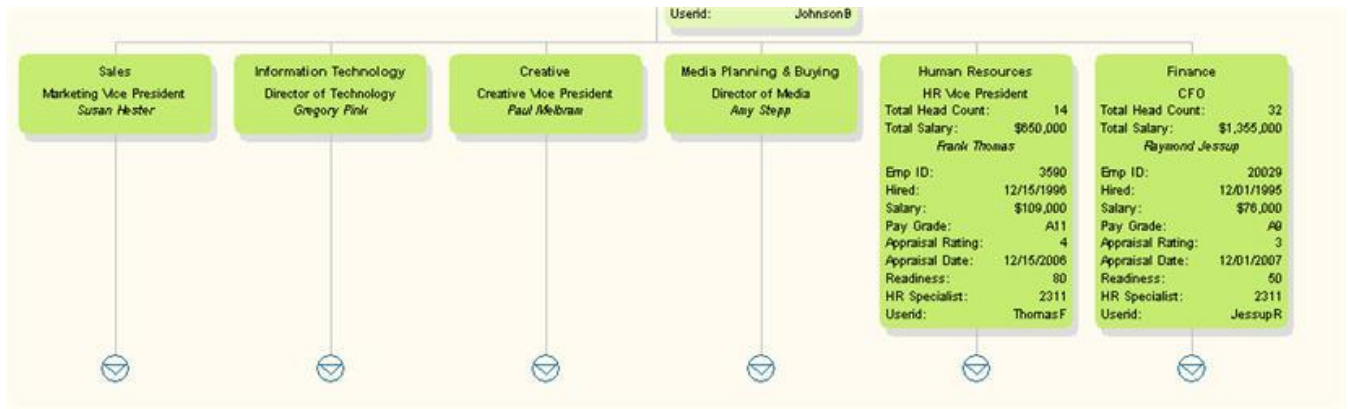 Userid: JohnsonB
Sales
Marketing Vice President
Susan Hester
Information Technology
Director of Technology
Gregory Pink
Creative
Creative Vice President
Paul Melbram
Media Planning & Buying
Director of Media
Amy Stepp
Human Resources
HR Vice President
Total Head Count: 14
Total Salary: $650,000
Frank Thomas
Emp ID: 3590
Hired: 12/15/1996
Salary: $109,000
Pay Grade: A11
Appraisal Rating: 4
Appraisal Date: 12/15/2006
Readiness: 80
HR Specialist: 2311
Userid: ThomasF
Finance
CFO
Total Head Count: 32
Total Salary: $1,355,000
Raymond Jessup
Emp ID: 20029
Hired: 12/01/1995
Salary: $76,000
Pay Grade: A9
Appraisal Rating: 3
Appraisal Date: 12/01/2007
Readiness: 50
HR Specialist: 2311
Userid: JessupR